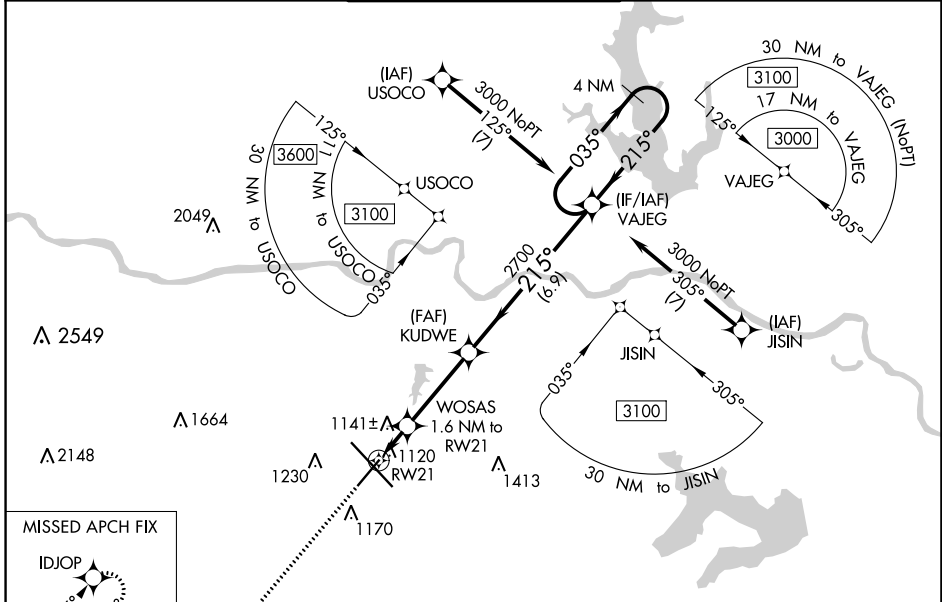 (IAF)
USOCO
3000 NoPT
125°
(7)
4 NM
035°
215°
(IF/IAF)
VAJEG
30 NM to VAJEG (NoPT)
3100
17 NM to VAJEG
3000
125°
VAJEG
305°
125°
3600
11 NM to USOCO
3100
30 NM to USOCO
USOCO
035°
2049
2700
215°
(6.9)
3000 NoPT
305°
(7)
(IAF)
JISIN
(FAF)
KUDWE
2549
JISIN
035°
305°
3100
30 NM to JISIN
1664
WOSAS
1.6 NM to
RW21
1141±
1120
RW21
2148
1230
1413
1170
MISSED APCH FIX
IDJOP